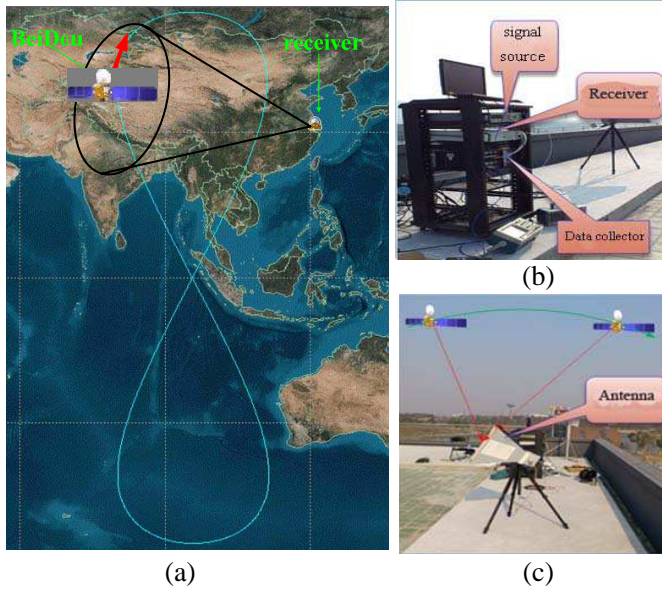 BeiDou
receiver
(a)
signal
source
Receiver
Data collector
(b)
Antenna
(c)